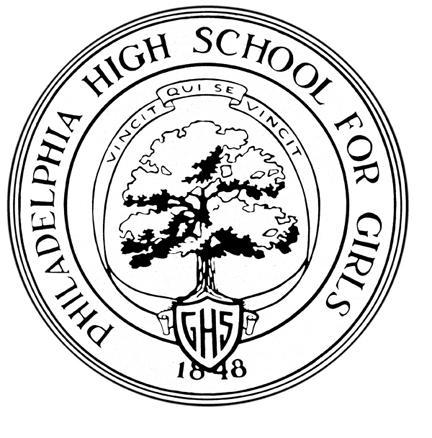 PHILADELPHIA HIGH SCHOOL FOR GIRLS
VINCIT QUI SE VINCIT
GHS
1848